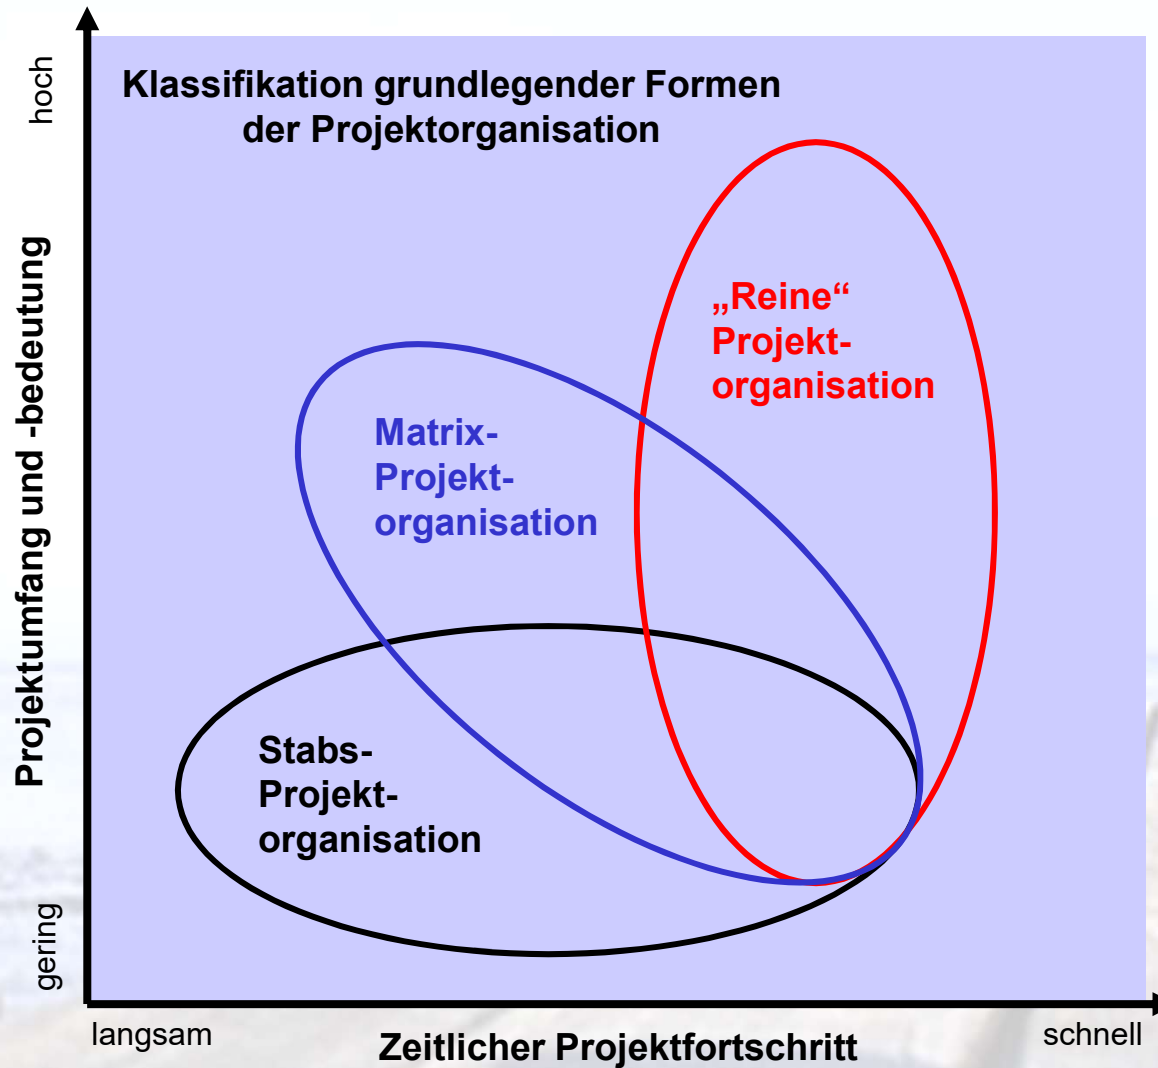 Klassifikation grundlegender Formen
der Projektorganisation
hoch
Projektumfang und -bedeutung
gering
„Reine“
Projekt-
organisation
Matrix-
Projekt-
organisation
Stabs-
Projekt-
organisation
langsam
Zeitlicher Projektfortschritt
schnell